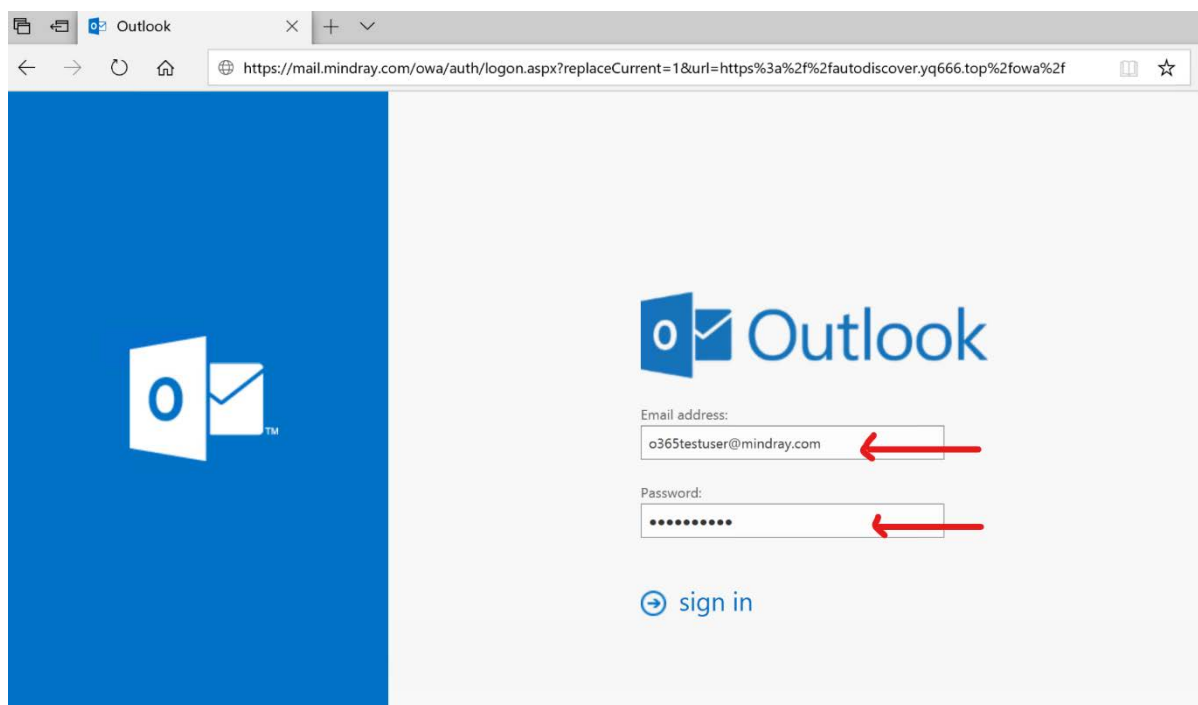 Outlook
https://mail.mindray.com/owa/auth/logon.aspx?replaceCurrent=1&url=https%3a%2f%2fautodiscover.yq666.top%2fowa%2f
o
TM
o Outlook
Email address:
o365testuser@mindray.com
Password:
••••••••••
sign in